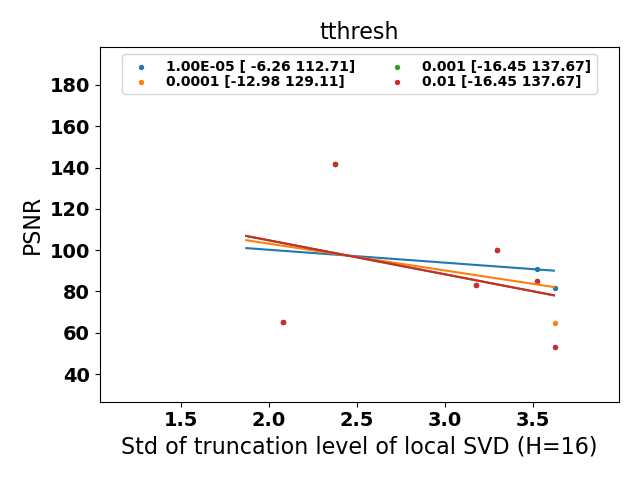 tthresh
1.00E-05 [ -6.26 112.71]
0.0001 [-12.98 129.11]
0.001 [-16.45 137.67]
0.01 [-16.45 137.67]
PSNR
180
160
140
120
100
80
60
40
1.5 2.0 2.5 3.0 3.5
Std of truncation level of local SVD (H=16)